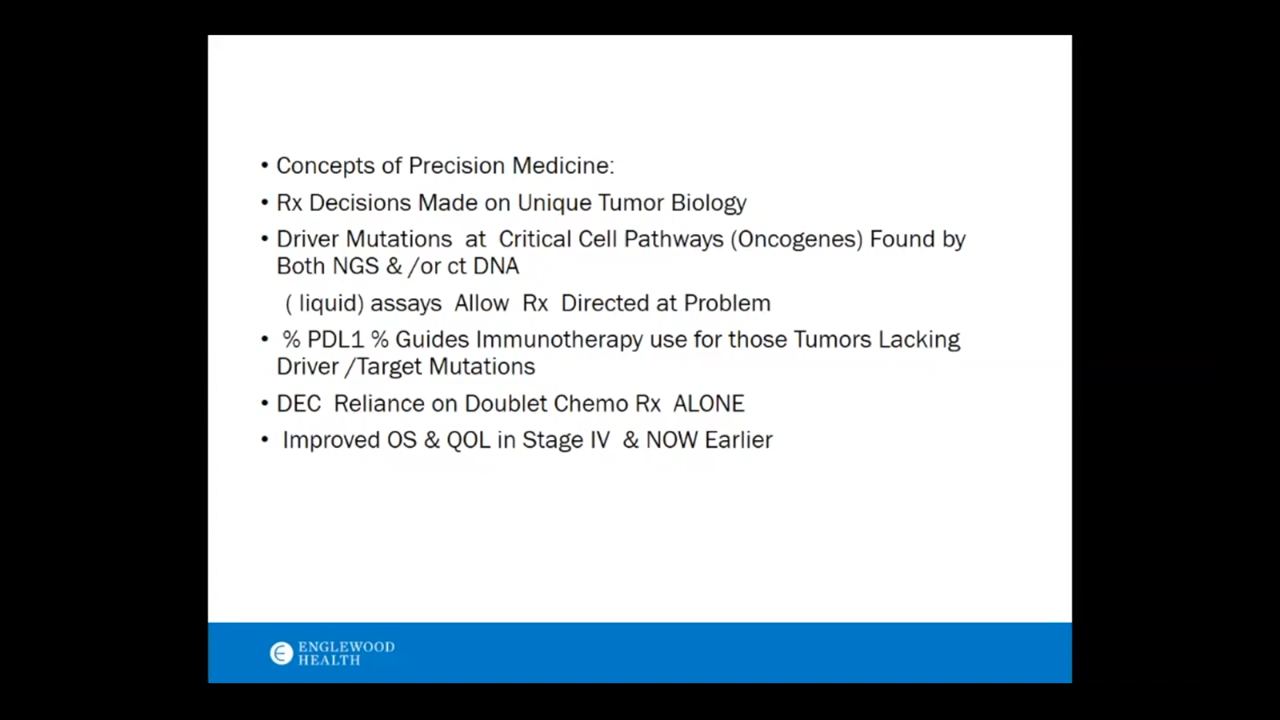 • Concepts of Precision Medicine:
• Rx Decisions Made on Unique Tumor Biology
• Driver Mutations at Critical Cell Pathways (Oncogenes) Found by
Both NGS & /or ct DNA
( liquid) assays Allow Rx Directed at Problem
• % PDL1 % Guides Immunotherapy use for those Tumors Lacking
Driver /Target Mutations
• DEC Reliance on Doublet Chemo Rx ALONE
• Improved OS & QOL in Stage IV & NOW Earlier
ENGLEWOOD
HEALTH